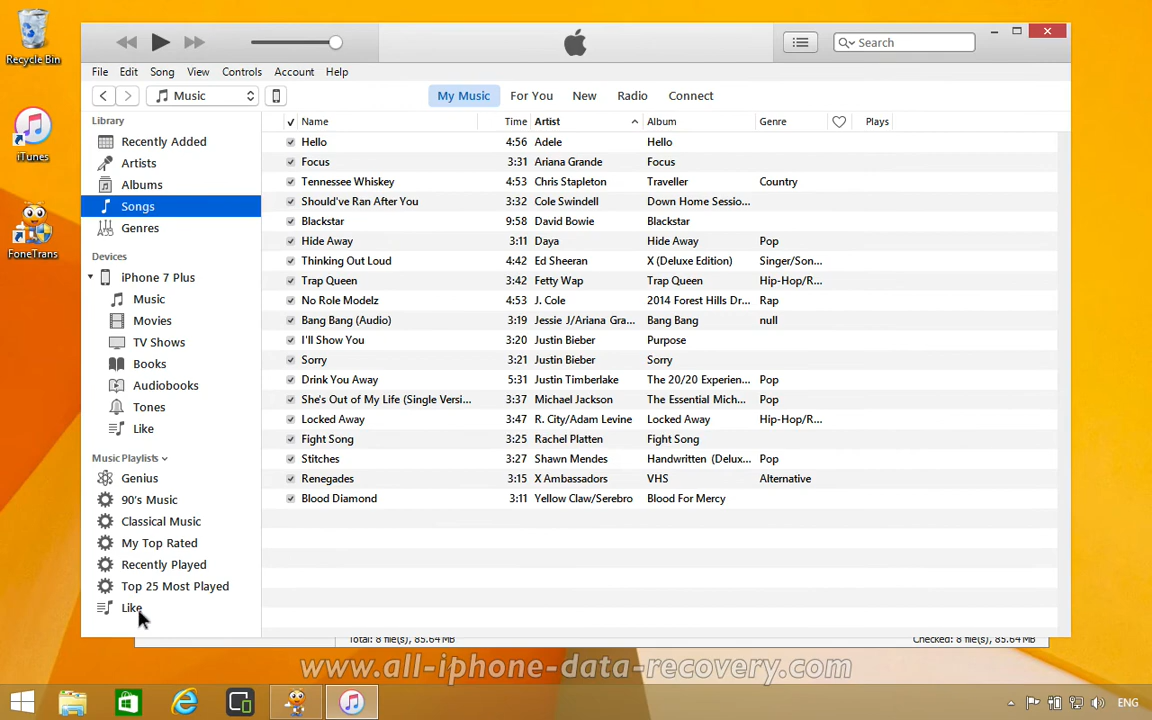 Recycle Bin
iTunes
FoneTrans
Search
File Edit Song View Controls Account Help
Music
My Music For You New Radio Connect
Library
Recently Added
Artists
Albums
Songs
Genres
Devices
iPhone 7 Plus
Music
Movies
TV Shows
Books
Audiobooks
Tones
Like
Music Playlists
Genius
90's Music
Classical Music
My Top Rated
Recently Played
Top 25 Most Played
Like
Name Time Artist Album Genre Plays
Hello 4:56 Adele Hello
Focus 3:31 Ariana Grande Focus
Tennessee Whiskey 4:53 Chris Stapleton Traveller Country
Should've Ran After You 3:32 Cole Swindell Down Home Sessio...
Blackstar 9:58 David Bowie Blackstar
Hide Away 3:11 Daya Hide Away Pop
Thinking Out Loud 4:42 Ed Sheeran X (Deluxe Edition) Singer/Son...
Trap Queen 3:42 Fetty Wap Trap Queen Hip-Hop/R...
No Role Modelz 4:53 J. Cole 2014 Forest Hills Dr... Rap
Bang Bang (Audio) 3:19 Jessie J/Ariana Gra... Bang Bang null
I'll Show You 3:20 Justin Bieber Purpose
Sorry 3:21 Justin Bieber Sorry
Drink You Away 5:31 Justin Timberlake The 20/20 Experien... Pop
She's Out of My Life (Single Versi... 3:37 Michael Jackson The Essential Mich... Pop
Locked Away 3:47 R. City/Adam Levine Locked Away Hip-Hop/R...
Fight Song 3:25 Rachel Platten Fight Song
Stitches 3:27 Shawn Mendes Handwritten (Delux... Pop
Renegades 3:15 X Ambassadors VHS Alternative
Blood Diamond 3:11 Yellow Claw/Serebro Blood For Mercy
Total: 8 file(s), 85.64 MB Checked: 8 file(s), 85.64 MB
www.all-iphone-data-recovery.com
ENG